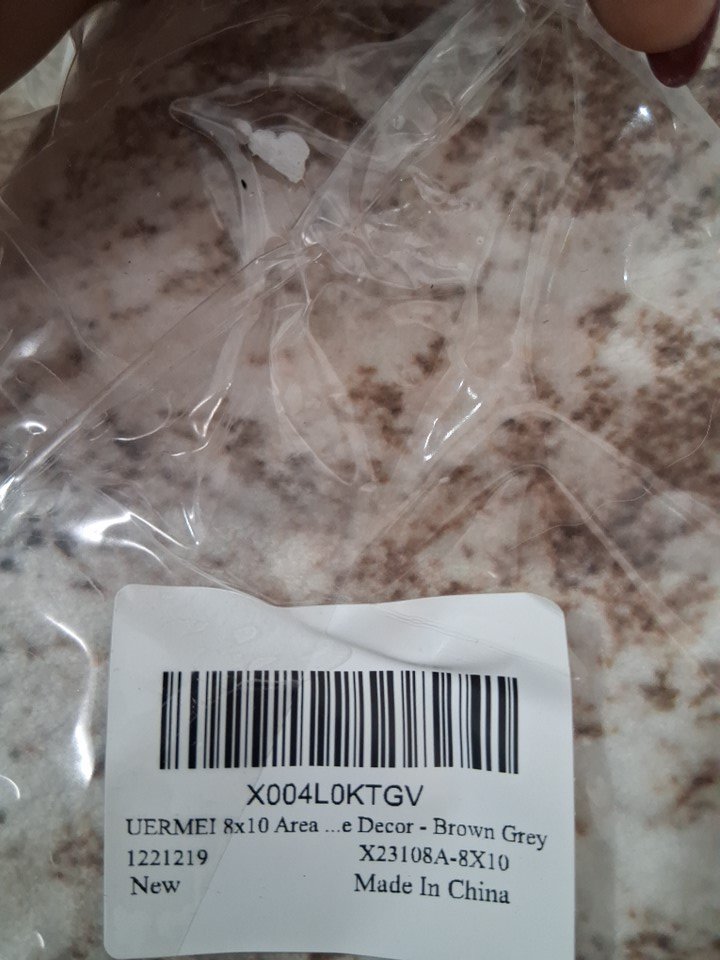 X004L0KTGV
UERMEI 8x10 Area ...e Decor - Brown Grey
1221219 X23108A-8X10
New Made In China